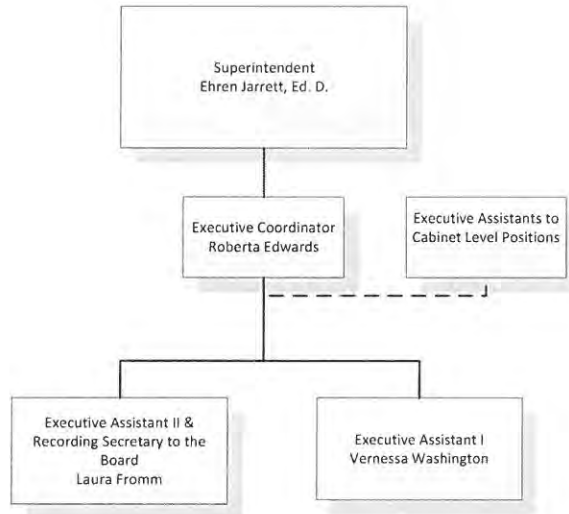 Superintendent
Ehren Jarrett, Ed. D.
Executive Coordinator
Roberta Edwards
Executive Assistants to
Cabinet Level Positions
Executive Assistant II &
Recording Secretary to the
Board
Laura Fromm
Executive Assistant I
Vernessa Washington